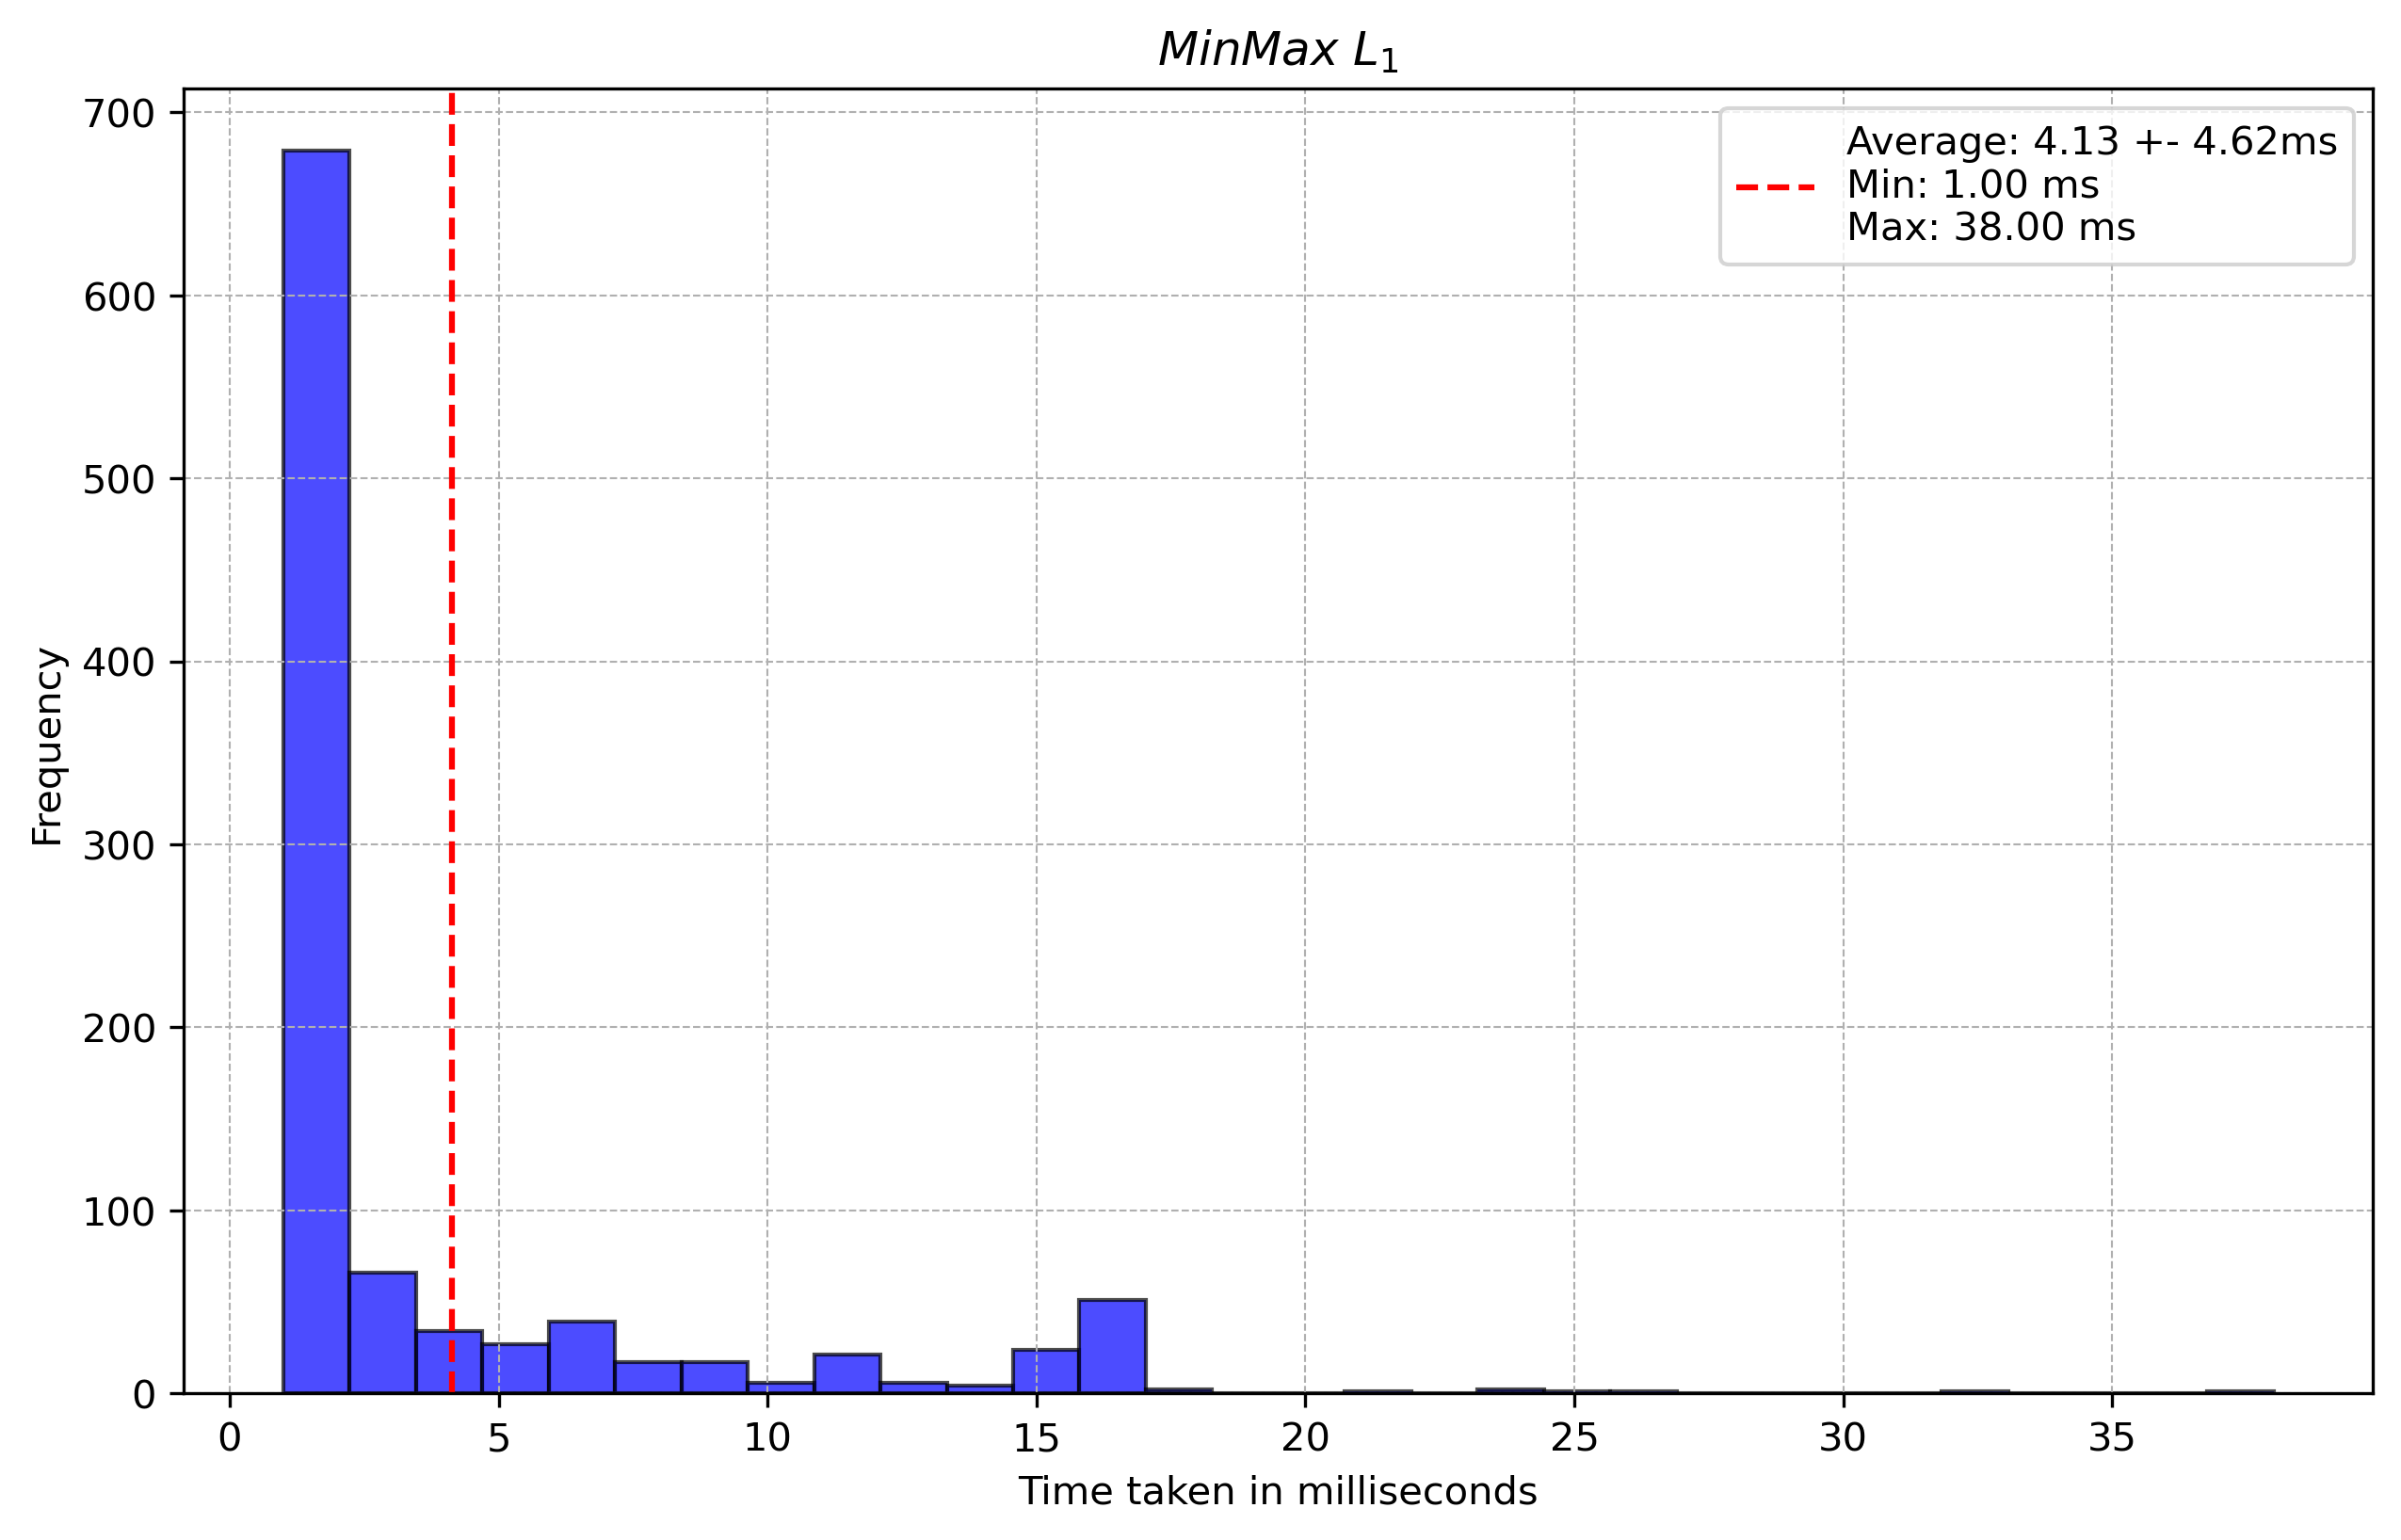 MinMax L₁
700
600
500
400
300
200
100
0
Frequency
Average: 4.13 +- 4.62ms
Min: 1.00 ms
Max: 38.00 ms
0 5 10 15 20 25 30 35
Time taken in milliseconds